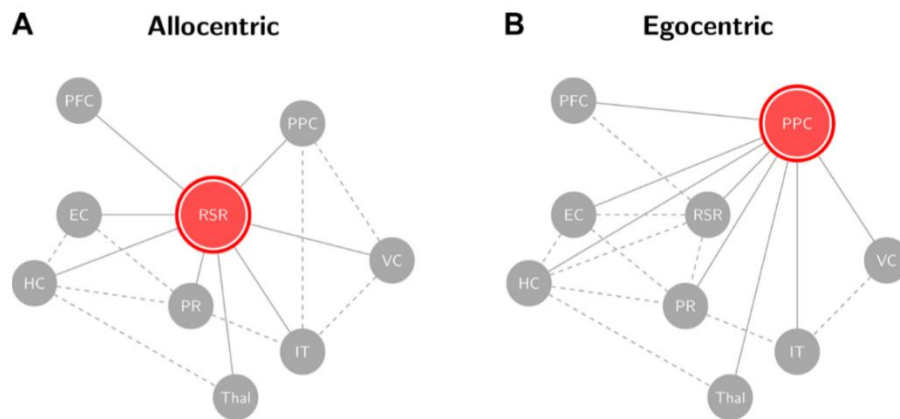 A Allocentric
PFC
PPC
EC
RSR
VC
HC
PR
IT
Thal
B Egocentric
PFC
PPC
EC
RSR
VC
HC
PR
IT
Thal